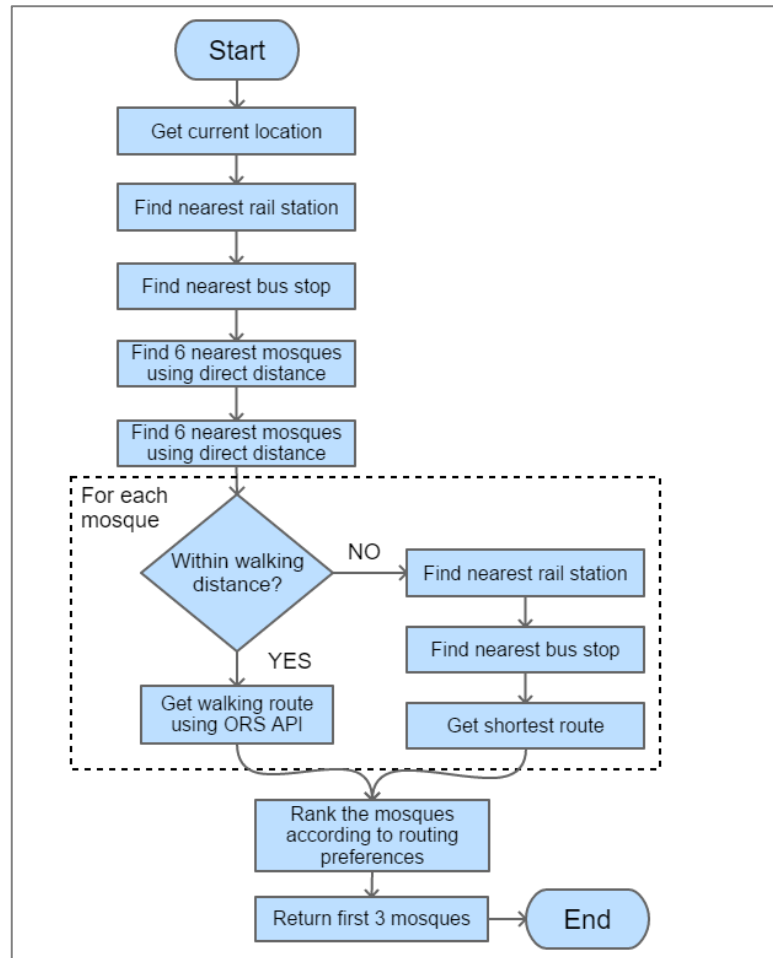 Start
Get current location
Find nearest rail station
Find nearest bus stop
Find 6 nearest mosques
using direct distance
Find 6 nearest mosques
using direct distance
For each
mosque
Within walking
distance?
NO
Find nearest rail station
Find nearest bus stop
Get shortest route
YES
Get walking route
using ORS API
Rank the mosques
according to routing
preferences
Return first 3 mosques
End